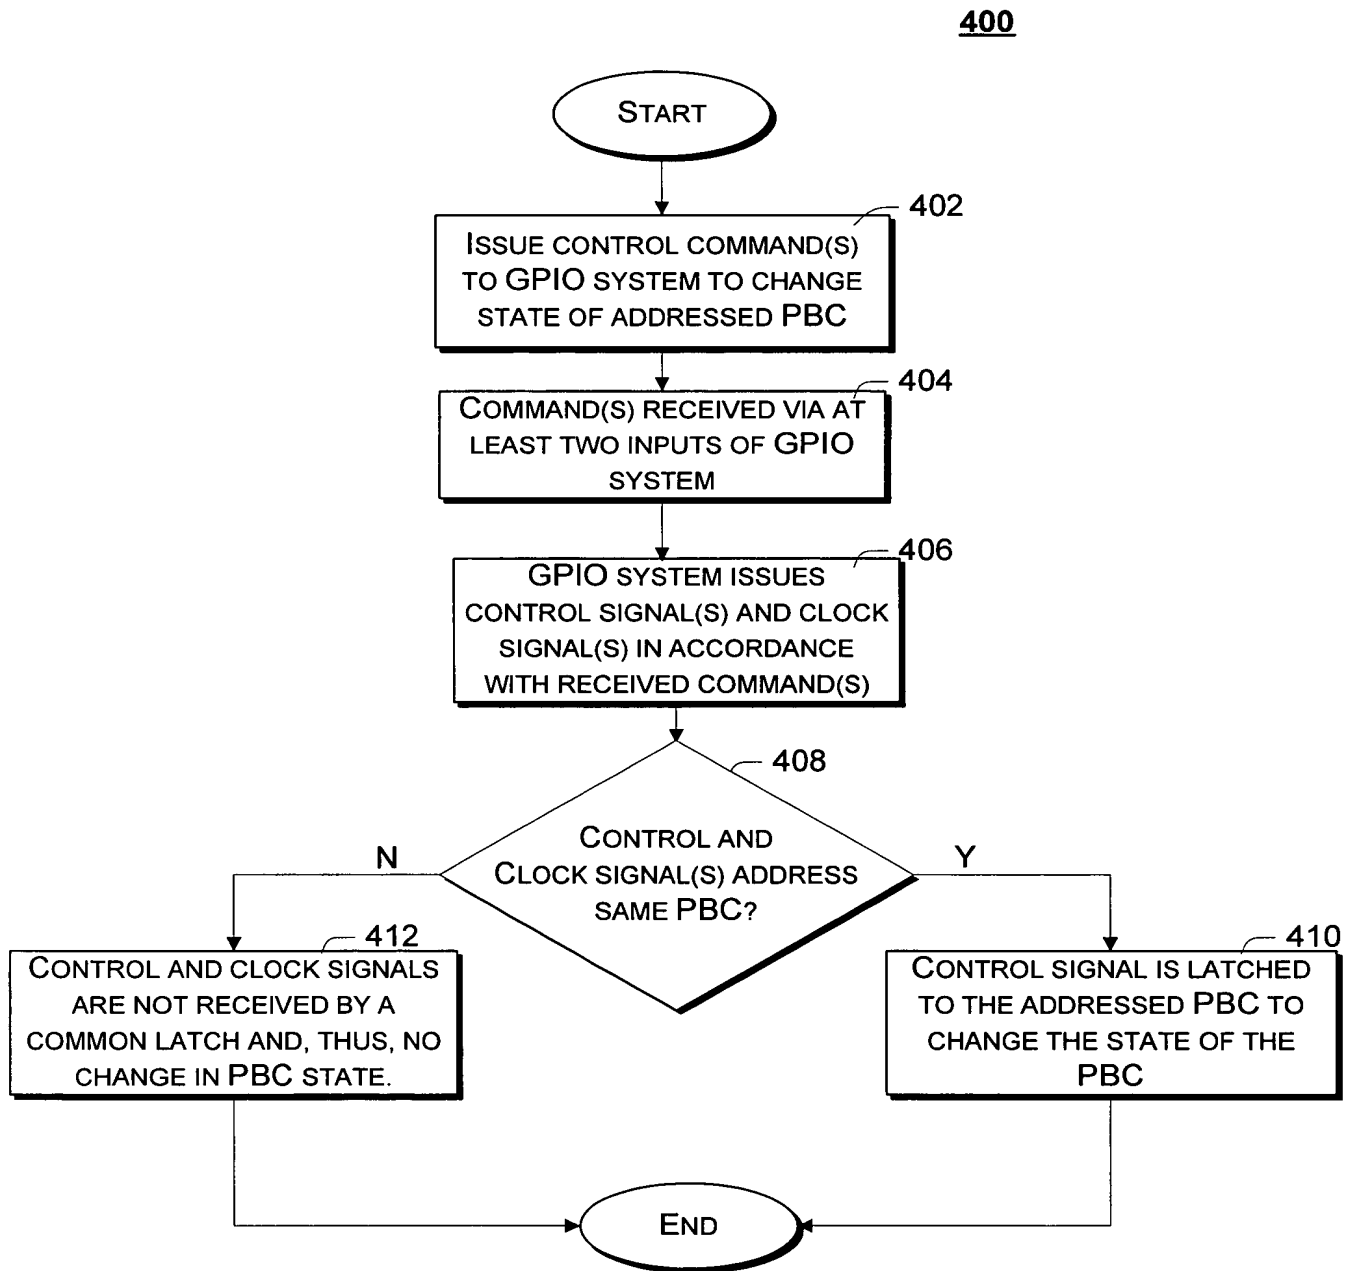 400
START
402
ISSUE CONTROL COMMAND(S)
TO GPIO SYSTEM TO CHANGE
STATE OF ADDRESSED PBC
404
COMMAND(S) RECEIVED VIA AT
LEAST TWO INPUTS OF GPIO
SYSTEM
406
GPIO SYSTEM ISSUES
CONTROL SIGNAL(S) AND CLOCK
SIGNAL(S) IN ACCORDANCE
WITH RECEIVED COMMAND(S)
408
CONTROL AND
CLOCK SIGNAL(S) ADDRESS
SAME PBC?
N
Y
412
CONTROL AND CLOCK SIGNALS
ARE NOT RECEIVED BY A
COMMON LATCH AND, THUS, NO
CHANGE IN PBC STATE.
410
CONTROL SIGNAL IS LATCHED
TO THE ADDRESSED PBC TO
CHANGE THE STATE OF THE
PBC
END